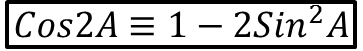 Cos2A ≡ 1 − 2Sin²A